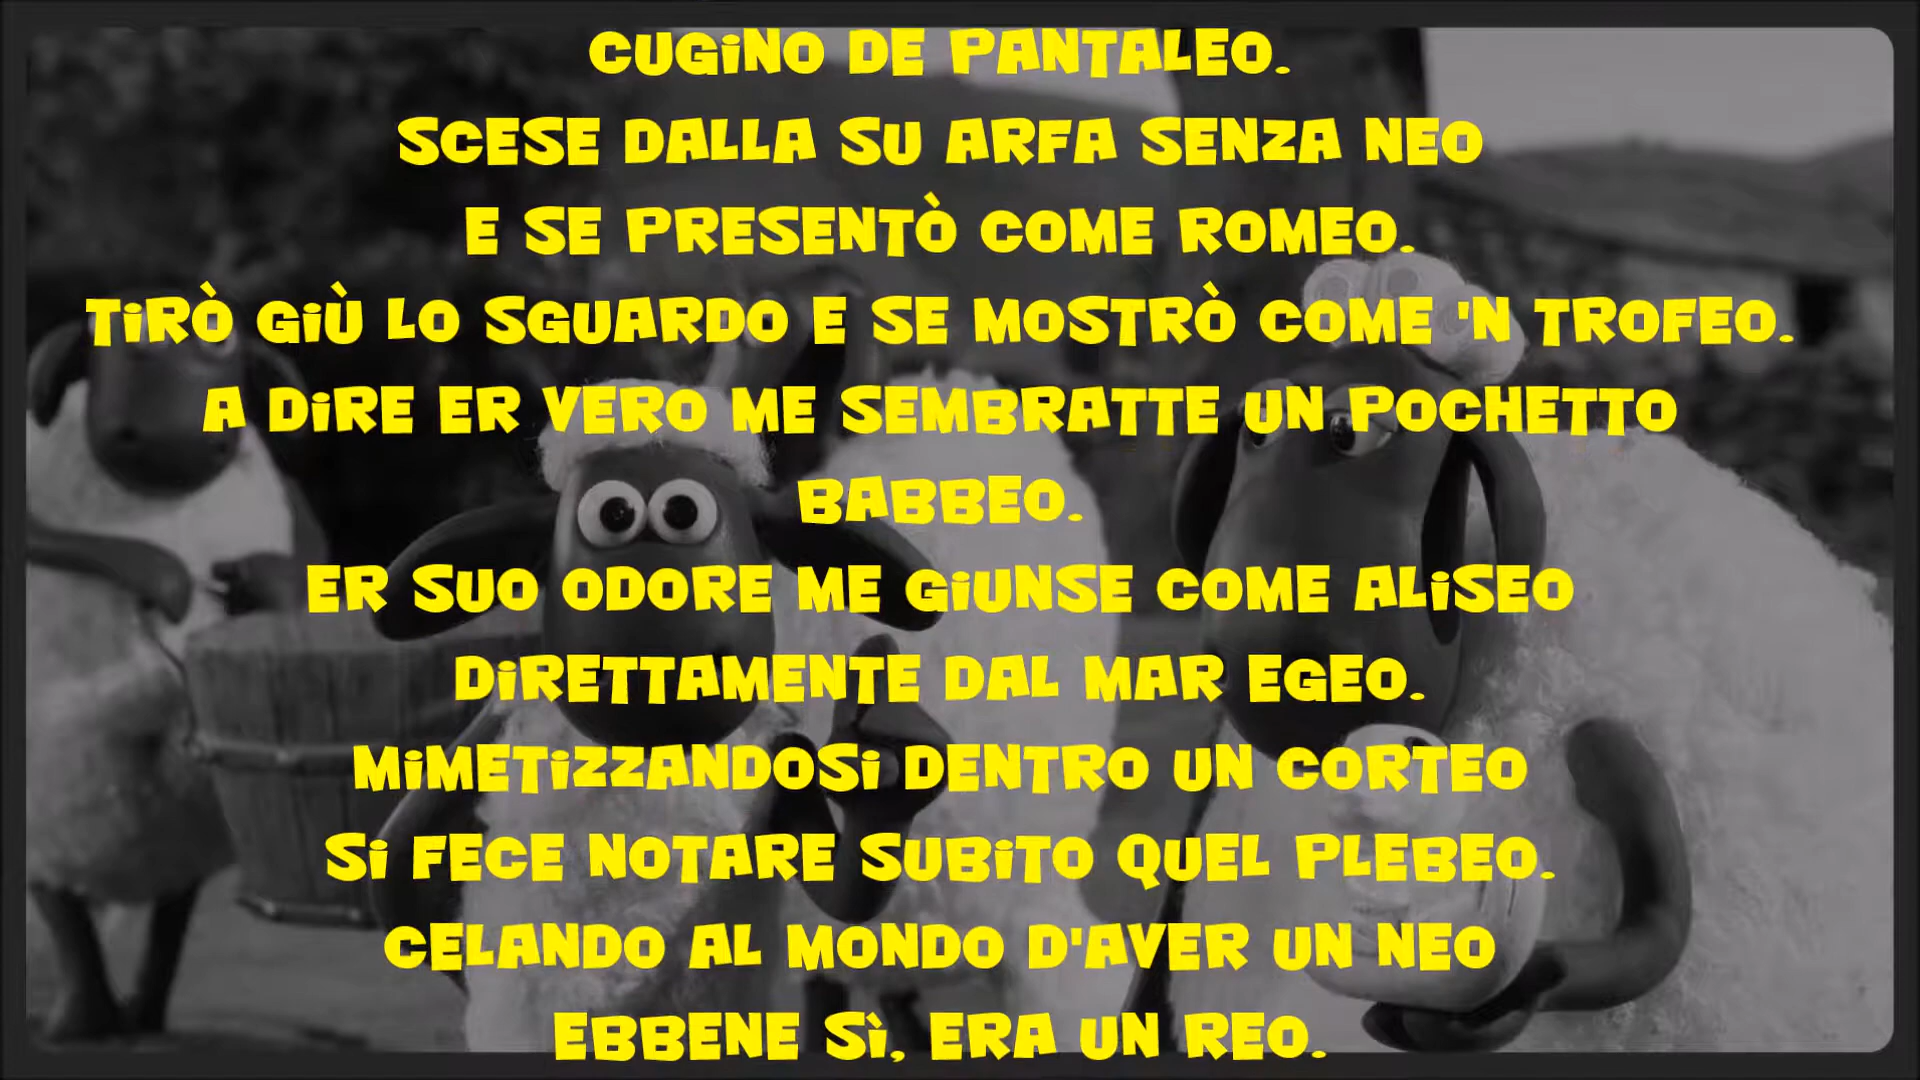 CUGiNO DE PANTALEO.
SCESE DALLA SU ARFA SENZA NEO
E SE PRESENTÒ COME ROMEO.
TiRÒ GiÙ LO SGUARDO E SE MOSTRÒ COME 'N TROFEO.
A DiRE ER VERO ME SEMBRATTE UN POCHETTO
BABBEO.
ER SUO ODORE ME GiUNSE COME ALiSEO
DiRETTAMENTE DAL MAR EGEO.
MiMETiZZANDOSi DENTRO UN CORTEO
Si FECE NOTARE SUBiTO QUEL PLEBEO.
CELANDO AL MONDO D'AVER UN NEO
EBBENE Sì, ERA UN REO.